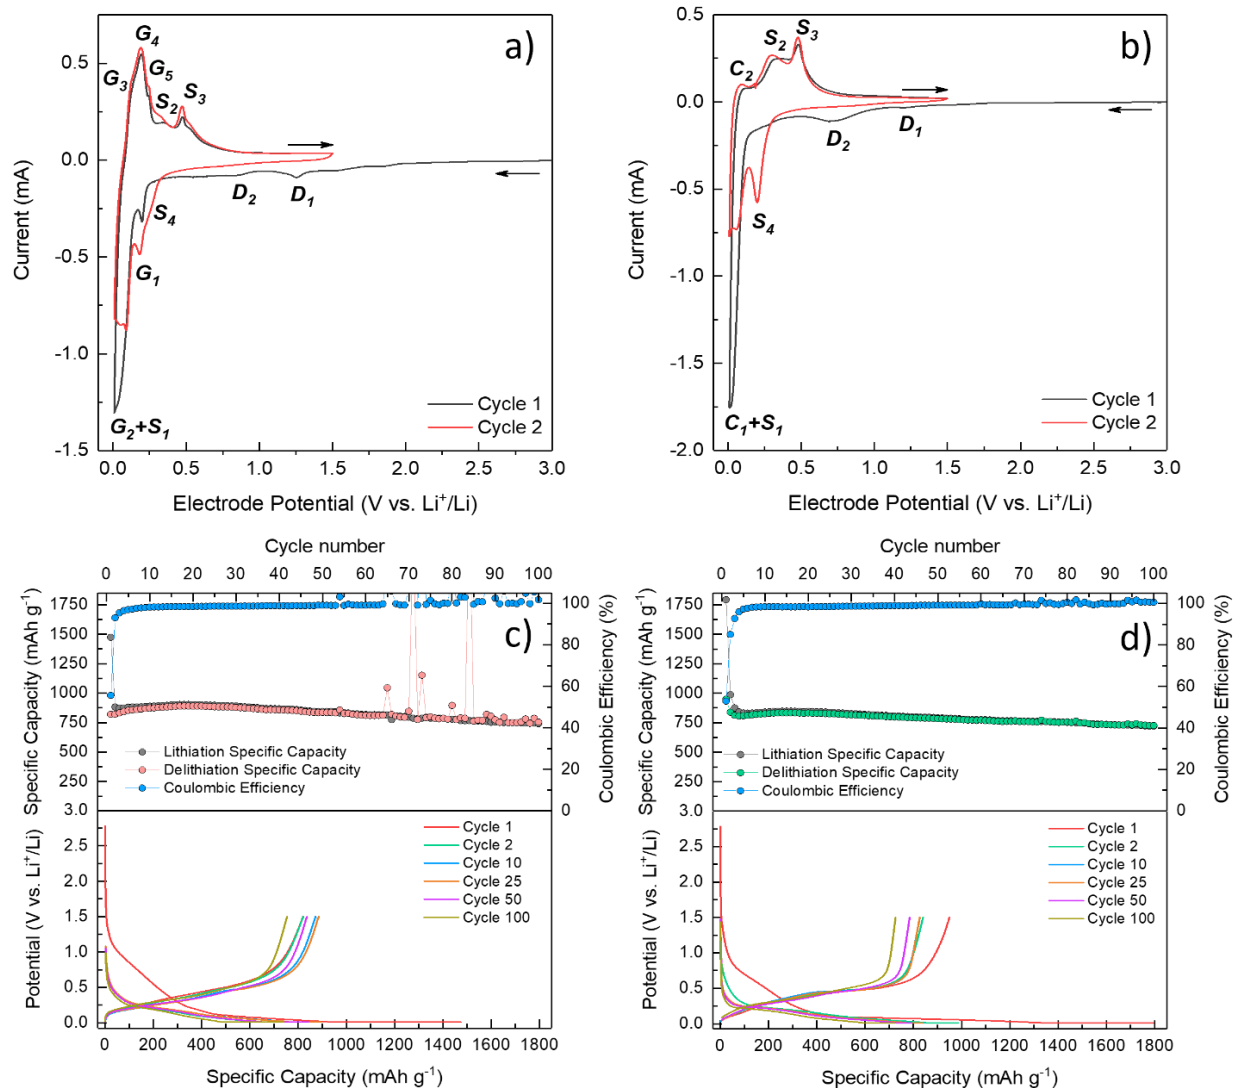 a)
G4
G3
G5
S2
S3
S4
G1
D2
D1
G2+S1
Cycle 1
Cycle 2
0.5
0.0
-0.5
-1.0
-1.5
Current (mA)
0.0 0.5 1.0 1.5 2.0 2.5 3.0
Electrode Potential (V vs. Li⁺/Li)
b)
S3
S2
C2
D2
D1
S4
C1+S1
Cycle 1
Cycle 2
0.5
0.0
-0.5
-1.0
-1.5
-2.0
Current (mA)
0.0 0.5 1.0 1.5 2.0 2.5 3.0
Electrode Potential (V vs. Li⁺/Li)
Cycle number
0 10 20 30 40 50 60 70 80 90 100
c)
1750
1500
1250
1000
750
500
250
3.0
Specific Capacity (mAh g⁻¹)
100
80
60
40
20
0
Coulombic Efficiency (%)
Lithiation Specific Capacity
Delithiation Specific Capacity
Coulombic Efficiency
2.5
2.0
1.5
1.0
0.5
0.0
Potential (V vs. Li⁺/Li)
Cycle 1
Cycle 2
Cycle 10
Cycle 25
Cycle 50
Cycle 100
0 200 400 600 800 1000 1200 1400 1600 1800
Specific Capacity (mAh g⁻¹)
Cycle number
0 10 20 30 40 50 60 70 80 90 100
d)
1750
1500
1250
1000
750
500
250
3.0
Specific Capacity (mAh g⁻¹)
100
80
60
40
20
0
Coulombic Efficiency (%)
Lithiation Specific Capacity
Delithiation Specific Capacity
Coulombic Efficiency
2.5
2.0
1.5
1.0
0.5
0.0
Potential (V vs. Li⁺/Li)
Cycle 1
Cycle 2
Cycle 10
Cycle 25
Cycle 50
Cycle 100
0 200 400 600 800 1000 1200 1400 1600 1800
Specific Capacity (mAh g⁻¹)